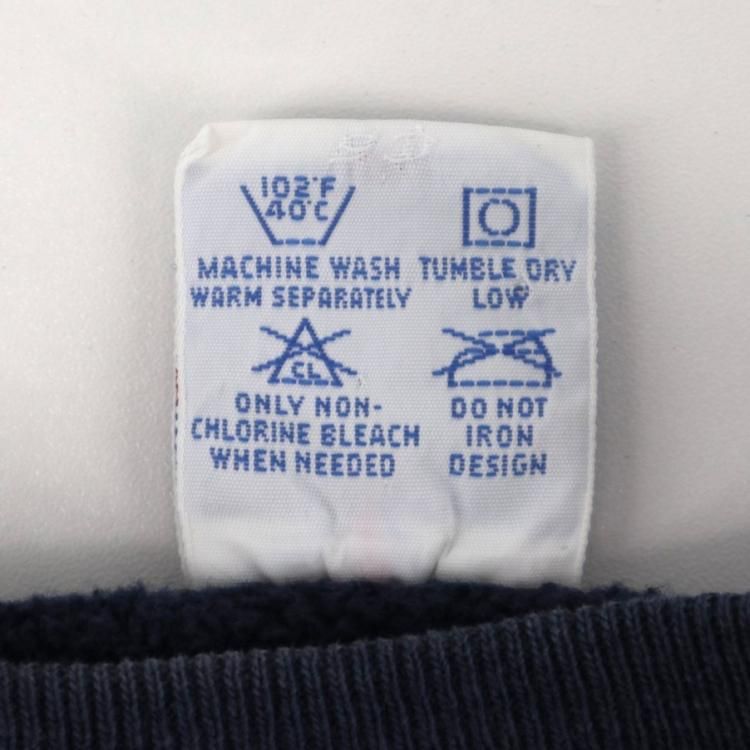 102°F
40°C
MACHINE WASH
WARM SEPARATELY
TUMBLE DRY
LOW
CL
ONLY NON-
CHLORINE BLEACH
WHEN NEEDED
DO NOT
IRON
DESIGN